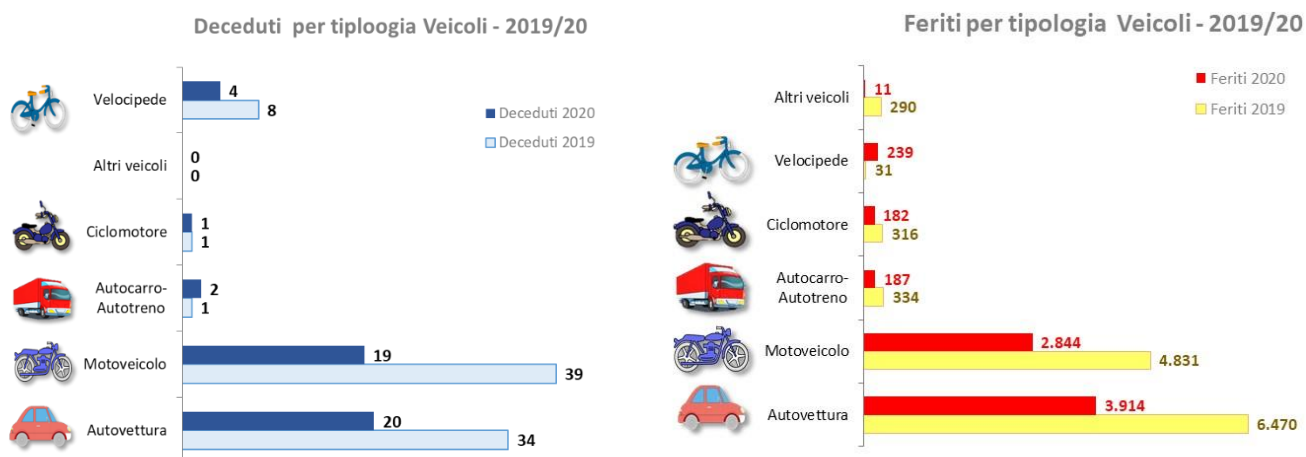 Deceduti per tiploogia Veicoli - 2019/20
Velocipede
4
8
Deceduti 2020
Deceduti 2019
Altri veicoli
0
0
Ciclomotore
1
1
Autocarro-
Autotreno
2
1
Motoveicolo
19
39
Autovettura
20
34
Feriti per tipologia Veicoli - 2019/20
Feriti 2020
Feriti 2019
Altri veicoli
11
290
Velocipede
239
31
Ciclomotore
182
316
Autocarro-
Autotreno
187
334
Motoveicolo
2.844
4.831
Autovettura
3.914
6.470